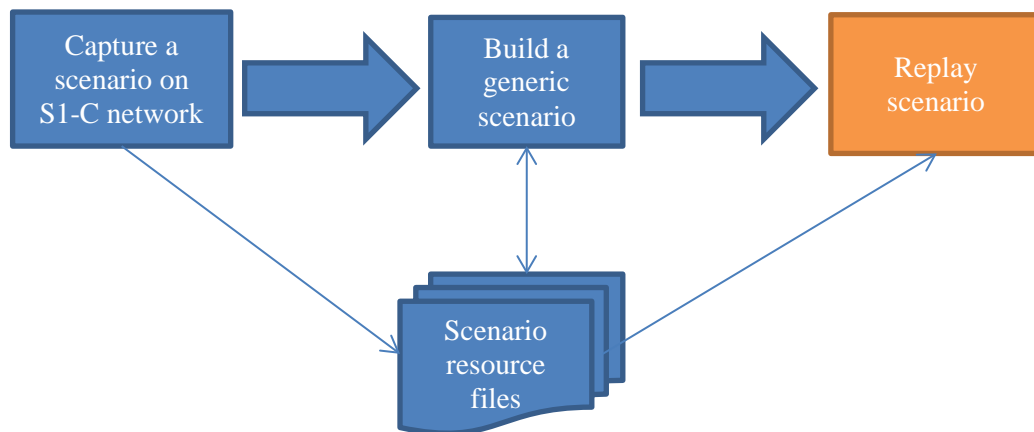 Capture a
scenario on
S1-C network
Build a
generic
scenario
Replay
scenario
Scenario
resource
files